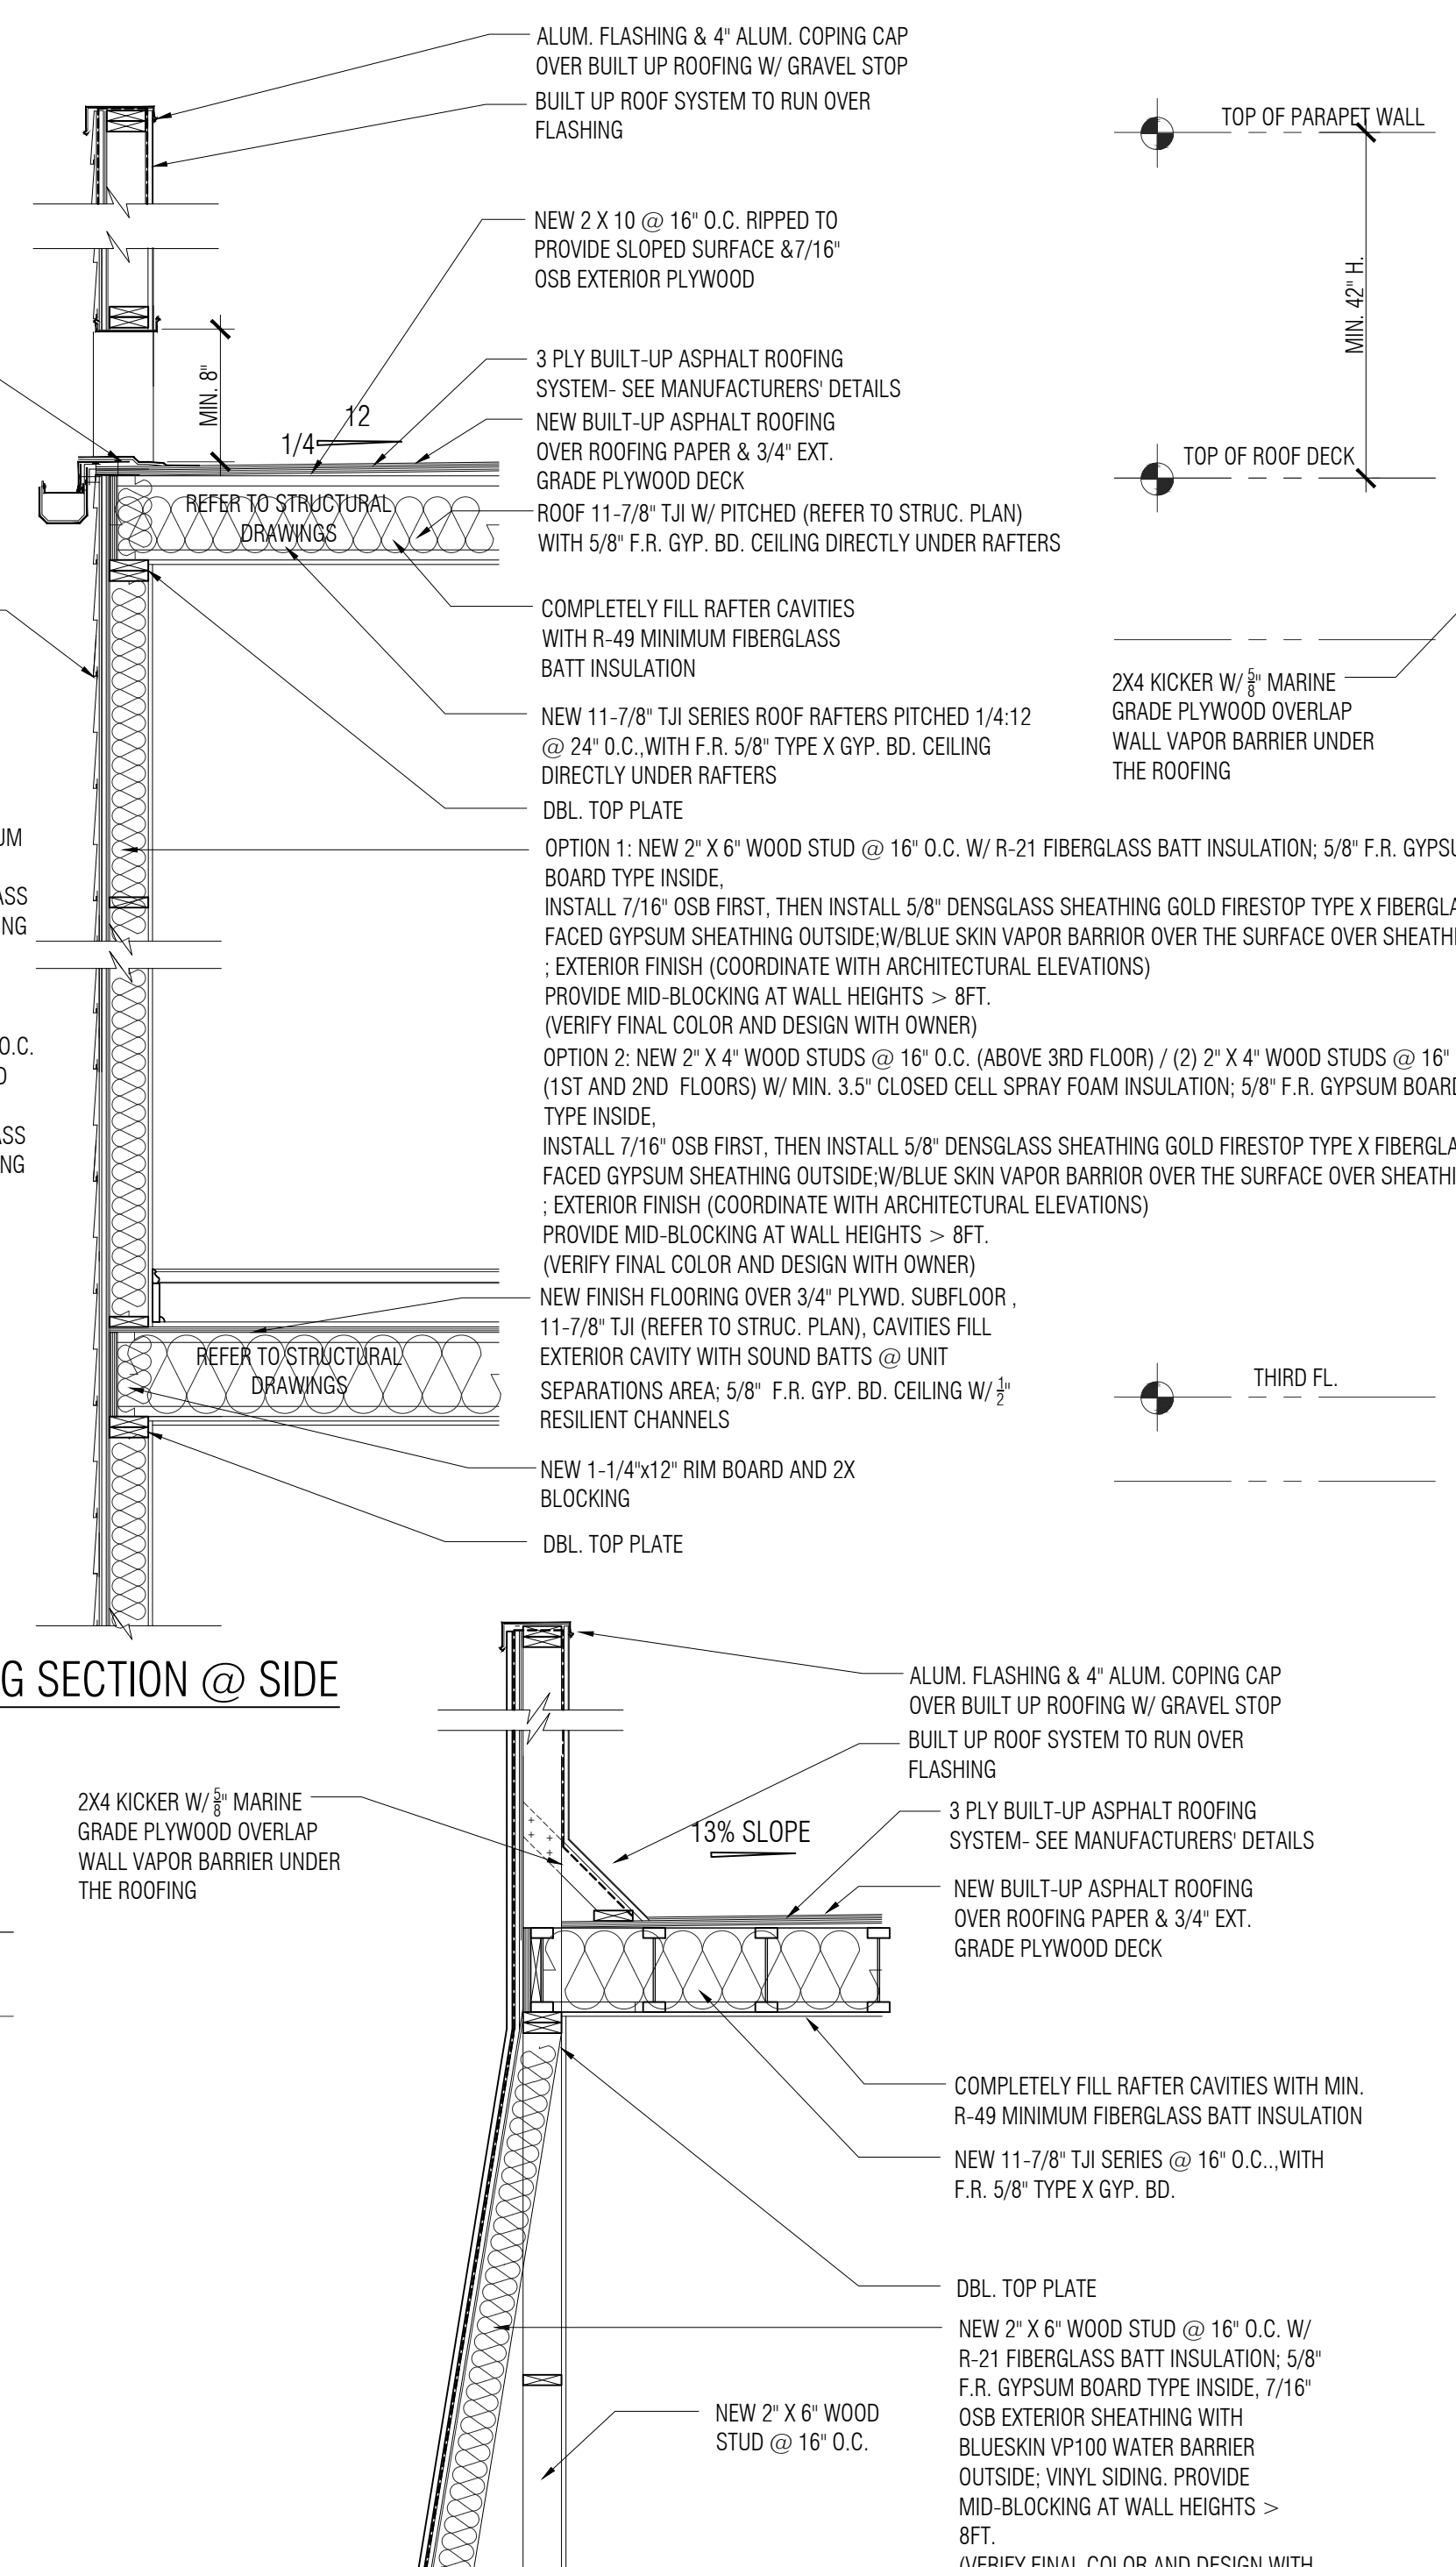 ALUM. FLASHING & 4" ALUM. COPING CAP
OVER BUILT UP ROOFING W/ GRAVEL STOP
BUILT UP ROOF SYSTEM TO RUN OVER
FLASHING
TOP OF PARAPET WALL
NEW 2 X 10 @ 16" O.C. RIPPED TO
PROVIDE SLOPED SURFACE &7/16"
OSB EXTERIOR PLYWOOD
MIN. 42" H.
MIN. 8"
12
1/4
3 PLY BUILT-UP ASPHALT ROOFING
SYSTEM- SEE MANUFACTURERS' DETAILS
NEW BUILT-UP ASPHALT ROOFING
OVER ROOFING PAPER & 3/4" EXT.
GRADE PLYWOOD DECK
TOP OF ROOF DECK
REFER TO STRUCTURAL
DRAWINGS
ROOF 11-7/8" TJI W/ PITCHED (REFER TO STRUC. PLAN)
WITH 5/8" F.R. GYP. BD. CEILING DIRECTLY UNDER RAFTERS
COMPLETELY FILL RAFTER CAVITIES
WITH R-49 MINIMUM FIBERGLASS
BATT INSULATION
2X4 KICKER W/ 5/8" MARINE
GRADE PLYWOOD OVERLAP
WALL VAPOR BARRIER UNDER
THE ROOFING
NEW 11-7/8" TJI SERIES ROOF RAFTERS PITCHED 1/4:12
@ 24" O.C.,WITH F.R. 5/8" TYPE X GYP. BD. CEILING
DIRECTLY UNDER RAFTERS
DBL. TOP PLATE
UM
ASS
NG
O.C.
D
ASS
NG
OPTION 1: NEW 2" X 6" WOOD STUD @ 16" O.C. W/ R-21 FIBERGLASS BATT INSULATION; 5/8" F.R. GYPSU
BOARD TYPE INSIDE,
INSTALL 7/16" OSB FIRST, THEN INSTALL 5/8" DENSGLASS SHEATHING GOLD FIRESTOP TYPE X FIBERGLA
FACED GYPSUM SHEATHING OUTSIDE;W/BLUE SKIN VAPOR BARRIOR OVER THE SURFACE OVER SHEATHI
; EXTERIOR FINISH (COORDINATE WITH ARCHITECTURAL ELEVATIONS)
PROVIDE MID-BLOCKING AT WALL HEIGHTS > 8FT.
(VERIFY FINAL COLOR AND DESIGN WITH OWNER)
OPTION 2: NEW 2" X 4" WOOD STUDS @ 16" O.C. (ABOVE 3RD FLOOR) / (2) 2" X 4" WOOD STUDS @ 16"
(1ST AND 2ND FLOORS) W/ MIN. 3.5" CLOSED CELL SPRAY FOAM INSULATION; 5/8" F.R. GYPSUM BOARD
TYPE INSIDE,
INSTALL 7/16" OSB FIRST, THEN INSTALL 5/8" DENSGLASS SHEATHING GOLD FIRESTOP TYPE X FIBERGLA
FACED GYPSUM SHEATHING OUTSIDE;W/BLUE SKIN VAPOR BARRIOR OVER THE SURFACE OVER SHEATHI
; EXTERIOR FINISH (COORDINATE WITH ARCHITECTURAL ELEVATIONS)
PROVIDE MID-BLOCKING AT WALL HEIGHTS > 8FT.
(VERIFY FINAL COLOR AND DESIGN WITH OWNER)
NEW FINISH FLOORING OVER 3/4" PLYWD. SUBFLOOR ,
11-7/8" TJI (REFER TO STRUC. PLAN), CAVITIES FILL
EXTERIOR CAVITY WITH SOUND BATTS @ UNIT
SEPARATIONS AREA; 5/8" F.R. GYP. BD. CEILING W/ 1/2"
RESILIENT CHANNELS
REFER TO STRUCTURAL
DRAWINGS
THIRD FL.
NEW 1-1/4"x12" RIM BOARD AND 2X
BLOCKING
DBL. TOP PLATE
G SECTION @ SIDE
ALUM. FLASHING & 4" ALUM. COPING CAP
OVER BUILT UP ROOFING W/ GRAVEL STOP
BUILT UP ROOF SYSTEM TO RUN OVER
FLASHING
2X4 KICKER W/ 5/8" MARINE
GRADE PLYWOOD OVERLAP
WALL VAPOR BARRIER UNDER
THE ROOFING
13% SLOPE
3 PLY BUILT-UP ASPHALT ROOFING
SYSTEM- SEE MANUFACTURERS' DETAILS
NEW BUILT-UP ASPHALT ROOFING
OVER ROOFING PAPER & 3/4" EXT.
GRADE PLYWOOD DECK
COMPLETELY FILL RAFTER CAVITIES WITH MIN.
R-49 MINIMUM FIBERGLASS BATT INSULATION
NEW 11-7/8" TJI SERIES @ 16" O.C..,WITH
F.R. 5/8" TYPE X GYP. BD.
DBL. TOP PLATE
NEW 2" X 6" WOOD STUD @ 16" O.C. W/
R-21 FIBERGLASS BATT INSULATION; 5/8"
F.R. GYPSUM BOARD TYPE INSIDE, 7/16"
OSB EXTERIOR SHEATHING WITH
BLUESKIN VP100 WATER BARRIER
OUTSIDE; VINYL SIDING. PROVIDE
MID-BLOCKING AT WALL HEIGHTS >
8FT.
(VERIFY FINAL COLOR AND DESIGN WITH
NEW 2" X 6" WOOD
STUD @ 16" O.C.